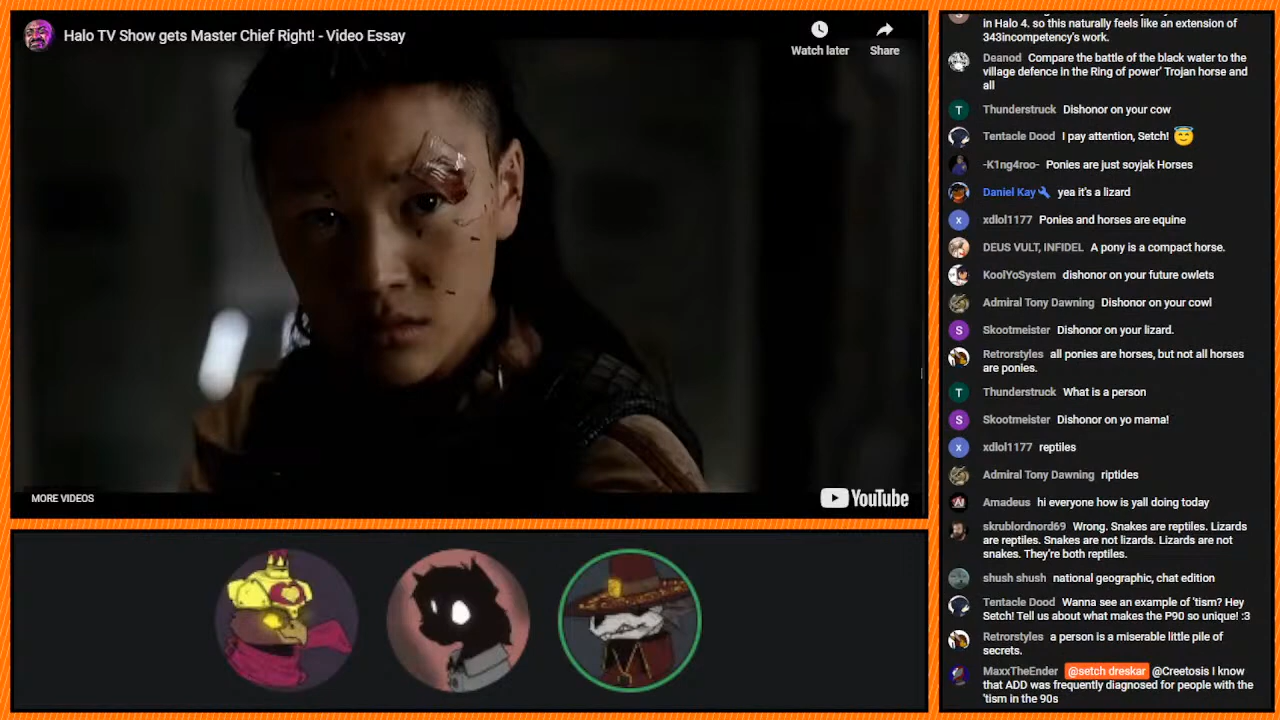 Halo TV Show gets Master Chief Right! - Video Essay
Watch later
Share
MORE VIDEOS
YouTube
in Halo 4. so this naturally feels like an extension of
343incompetency's work.
Deanod Compare the battle of the black water to the
village defence in the Ring of power' Trojan horse and
all
T Thunderstruck Dishonor on your cow
Tentacle Dood I pay attention, Setch! 😇
-K1ng4roo- Ponies are just soyjak Horses
Daniel Kay yea it's a lizard
x xdlol1177 Ponies and horses are equine
DEUS VULT, INFIDEL A pony is a compact horse.
KoolYoSystem dishonor on your future owlets
Admiral Tony Dawning Dishonor on your cowl
S Skootmeister Dishonor on your lizard.
Retrorstyles all ponies are horses, but not all horses
are ponies.
T Thunderstruck What is a person
S Skootmeister Dishonor on yo mama!
x xdlol1177 reptiles
Admiral Tony Dawning riptides
Amadeus hi everyone how is yall doing today
skrublordnord69 Wrong. Snakes are reptiles. Lizards
are reptiles. Snakes are not lizards. Lizards are not
snakes. They're both reptiles.
shush shush national geographic, chat edition
Tentacle Dood Wanna see an example of 'tism? Hey
Setch! Tell us about what makes the P90 so unique! :3
Retrorstyles a person is a miserable little pile of
secrets.
MaxxTheEnder @setch dreskar @Creetosis I know
that ADD was frequently diagnosed for people with the
'tism in the 90s